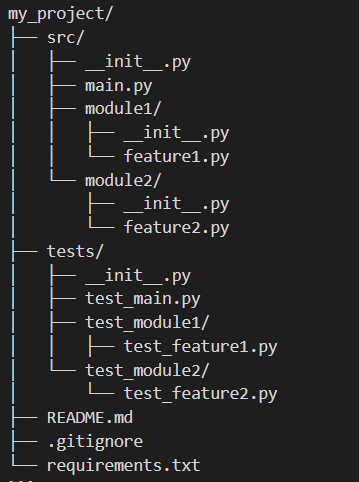 my_project/
├── src/
│   ├── __init__.py
│   ├── main.py
│   ├── module1/
│   │   ├── __init__.py
│   │   └── feature1.py
│   └── module2/
│       ├── __init__.py
│       └── feature2.py
├── tests/
│   ├── __init__.py
│   ├── test_main.py
│   ├── test_module1/
│   │   ├── test_feature1.py
│   └── test_module2/
│       └── test_feature2.py
├── README.md
├── .gitignore
└── requirements.txt
```